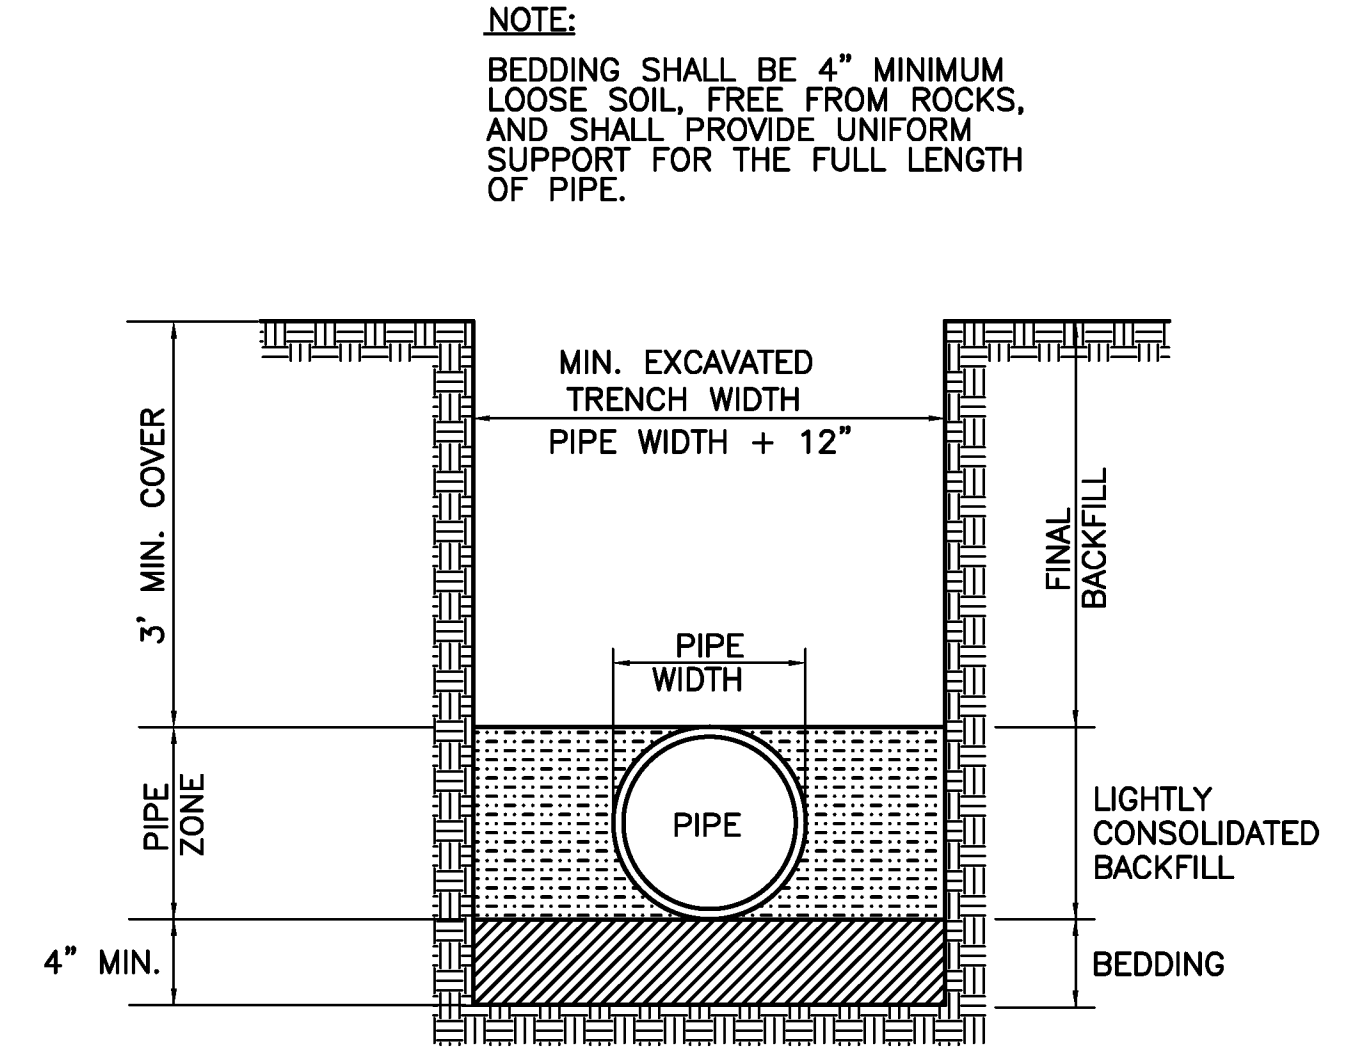 NOTE:
BEDDING SHALL BE 4” MINIMUM
LOOSE SOIL, FREE FROM ROCKS,
AND SHALL PROVIDE UNIFORM
SUPPORT FOR THE FULL LENGTH
OF PIPE.
MIN. EXCAVATED
TRENCH WIDTH
PIPE WIDTH + 12”
3’ MIN. COVER
FINAL
BACKFILL
PIPE
WIDTH
PIPE
ZONE
PIPE
LIGHTLY
CONSOLIDATED
BACKFILL
4” MIN.
BEDDING